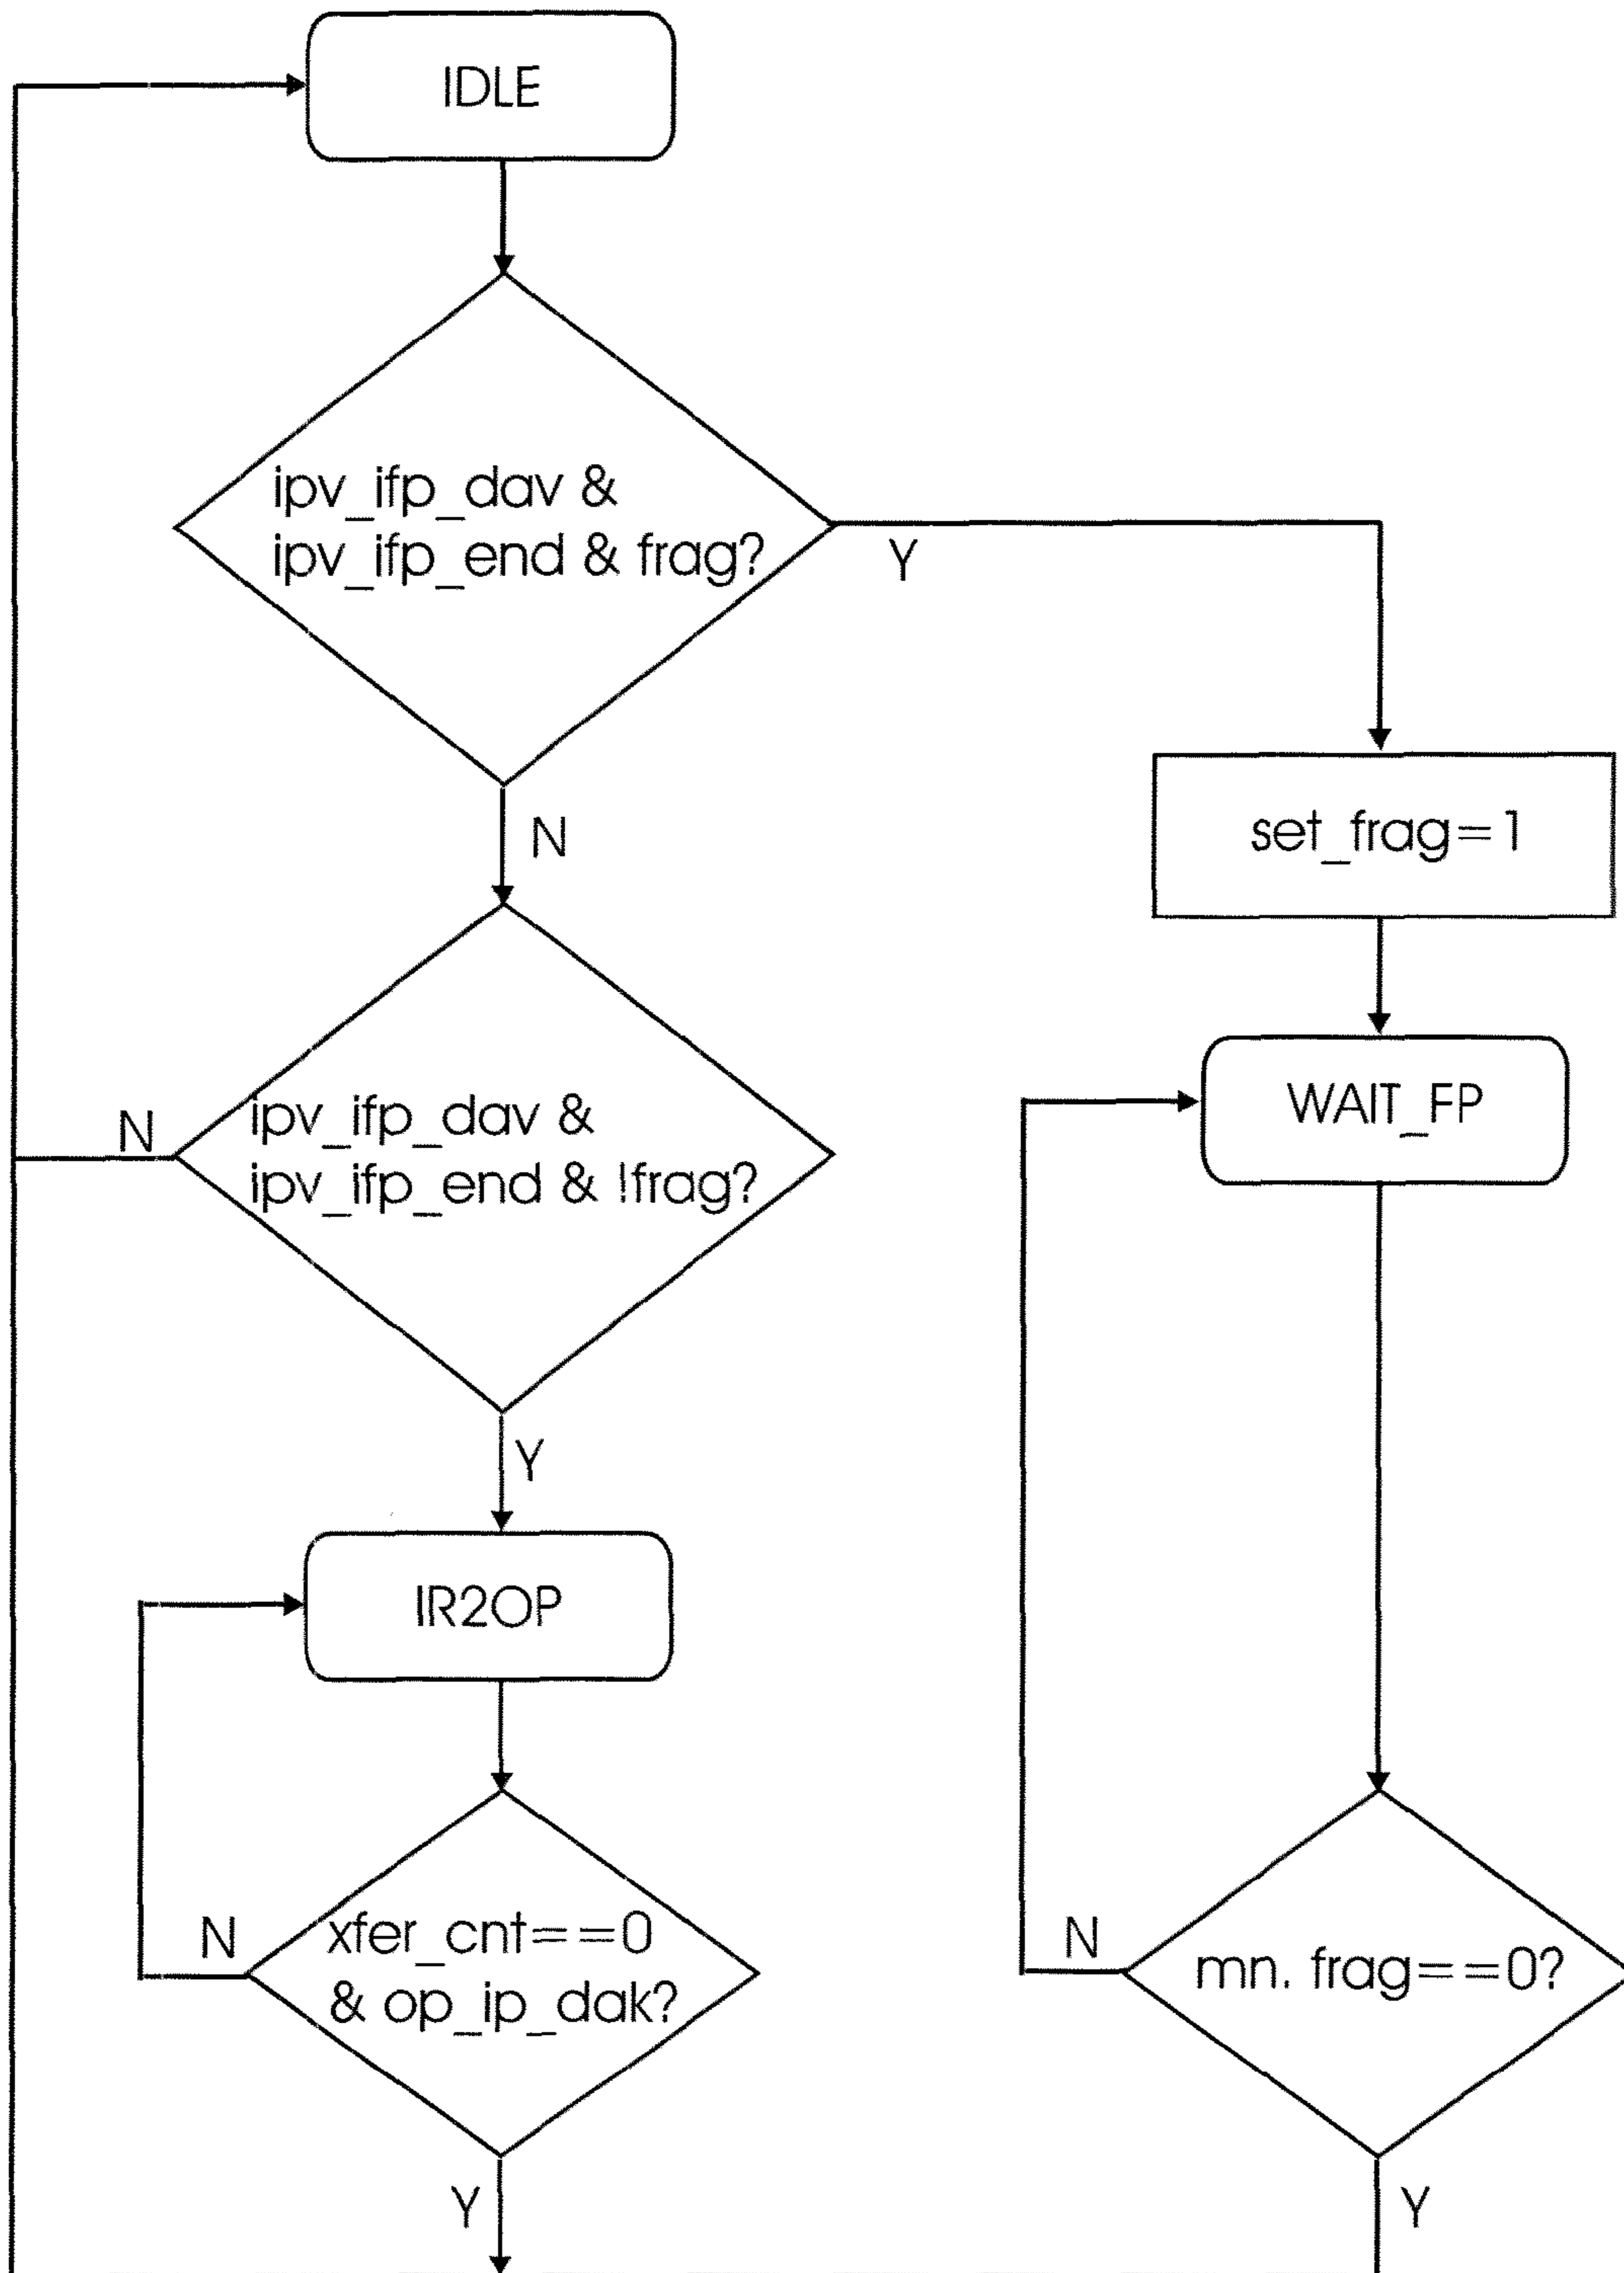 IDLE
ipv_ifp_dav &
ipv_ifp_end & frag?
Y
N
set_frag=1
ipv_ifp_dav &
ipv_ifp_end & !frag?
N
WAIT_FP
Y
IR2OP
xfer_cnt==0
& op_ip_dak?
N
mn. frag==0?
N
Y
Y